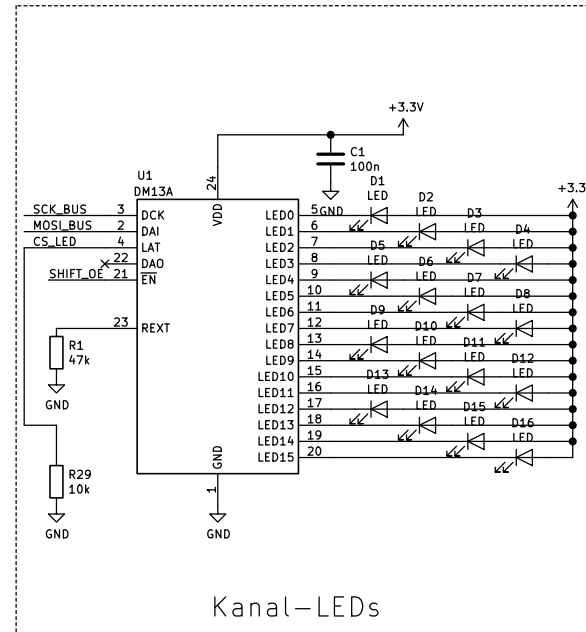 +3.3V
+3.3
C1
100n
GND
U1
DM13A
24
VDD
SCK_BUS 3 DCK
MOSI_BUS 2 DAI
CS_LED 4 LAT
22 DAO
SHIFT_OE 21 EN
23 REXT
R1
47k
GND
R29
10k
GND
GND
1
GND
LED0 5
LED1 6
LED2 7
LED3 8
LED4 9
LED5 10
LED6 11
LED7 12
LED8 13
LED9 14
LED10 15
LED11 16
LED12 17
LED13 18
LED14 19
LED15 20
D1
LED
D2
LED
D3
LED
D4
LED
D5
LED
D6
LED
D7
LED
D8
LED
D9
LED
D10
LED
D11
LED
D12
LED
D13
LED
D14
LED
D15
LED
D16
LED
Kanal-LEDs